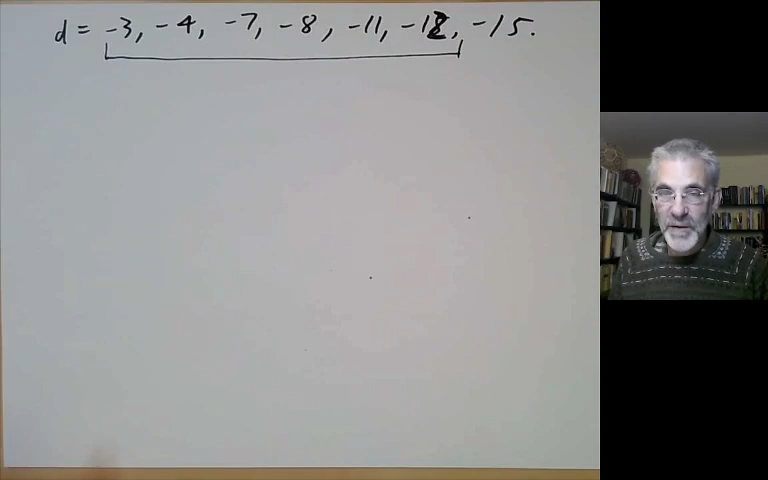 d = -3, -4, -7, -8, -11, -12, -15.